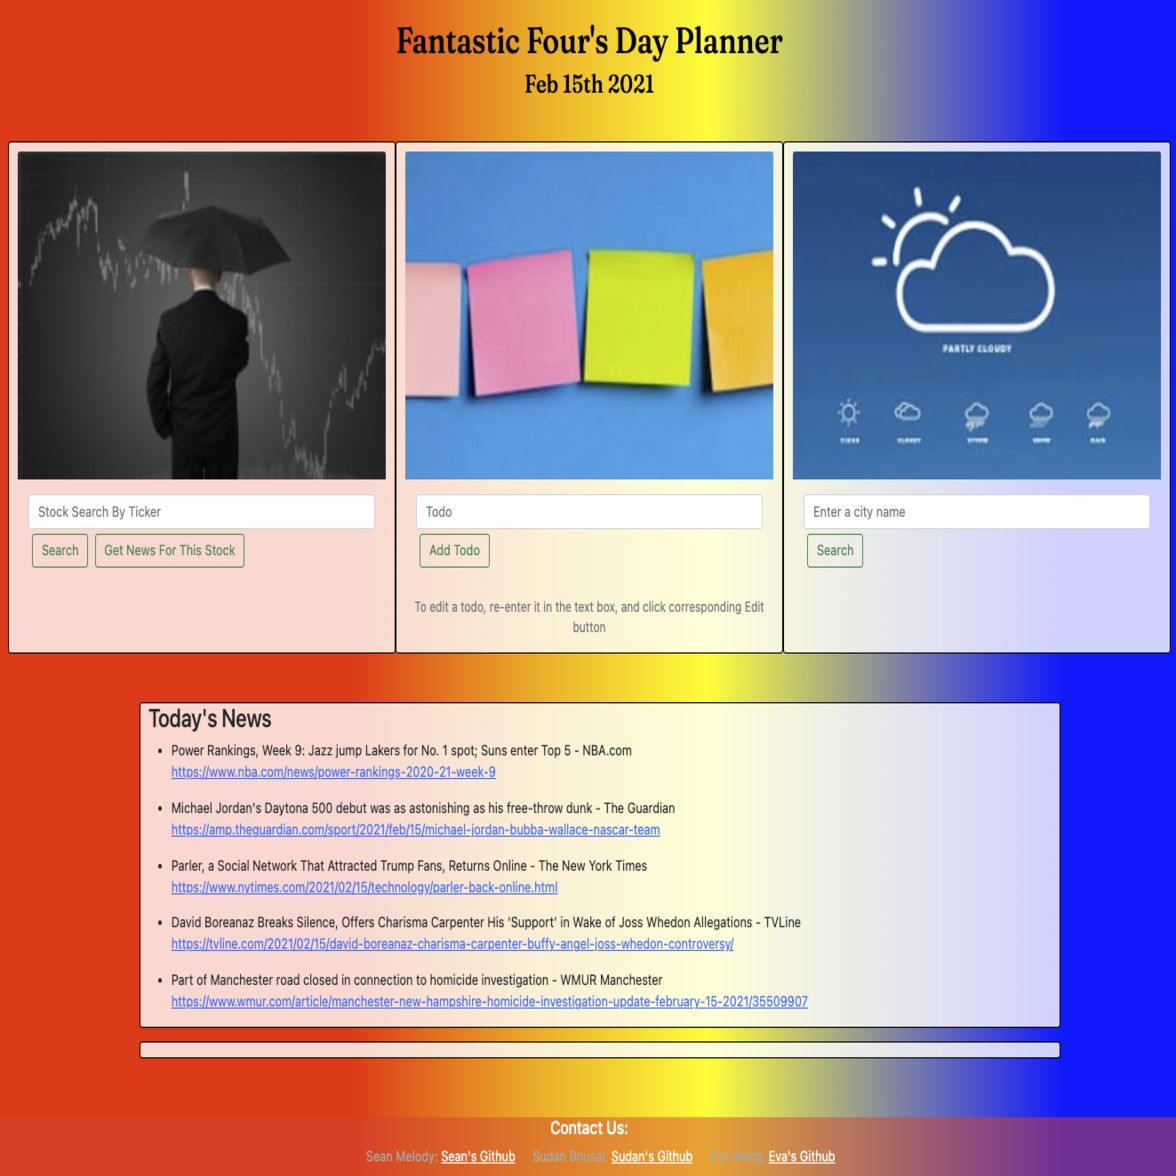 Fantastic Four's Day Planner
Feb 15th 2021
PARTLY CLOUDY
CLEAR CLOUDY STORM SNOW RAIN
Stock Search By Ticker
Search Get News For This Stock
Todo
Add Todo
To edit a todo, re-enter it in the text box, and click corresponding Edit
button
Enter a city name
Search
Today's News
Power Rankings, Week 9: Jazz jump Lakers for No. 1 spot; Suns enter Top 5 - NBA.com
https://www.nba.com/news/power-rankings-2020-21-week-9
Michael Jordan's Daytona 500 debut was as astonishing as his free-throw dunk - The Guardian
https://amp.theguardian.com/sport/2021/feb/15/michael-jordan-bubba-wallace-nascar-team
Parler, a Social Network That Attracted Trump Fans, Returns Online - The New York Times
https://www.nytimes.com/2021/02/15/technology/parler-back-online.html
David Boreanaz Breaks Silence, Offers Charisma Carpenter His 'Support' in Wake of Joss Whedon Allegations - TVLine
https://tvline.com/2021/02/15/david-boreanaz-charisma-carpenter-buffy-angel-joss-whedon-controversy/
Part of Manchester road closed in connection to homicide investigation - WMUR Manchester
https://www.wmur.com/article/manchester-new-hampshire-homicide-investigation-update-february-15-2021/35509907
Contact Us:
Sean Melody: Sean's Github Sudan Bhusal: Sudan's Github Eva Wang: Eva's Github